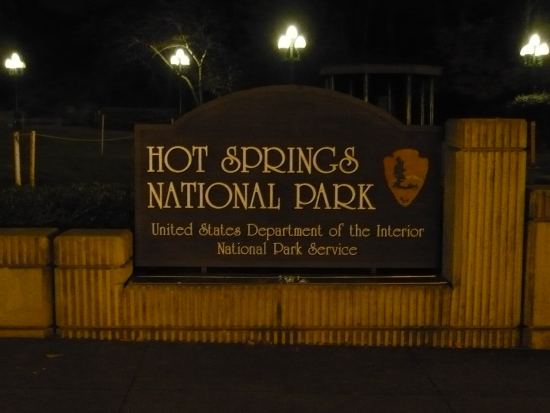 HOT SPRINGS
NATIONAL PARK
United States Department of the Interior
National Park Service